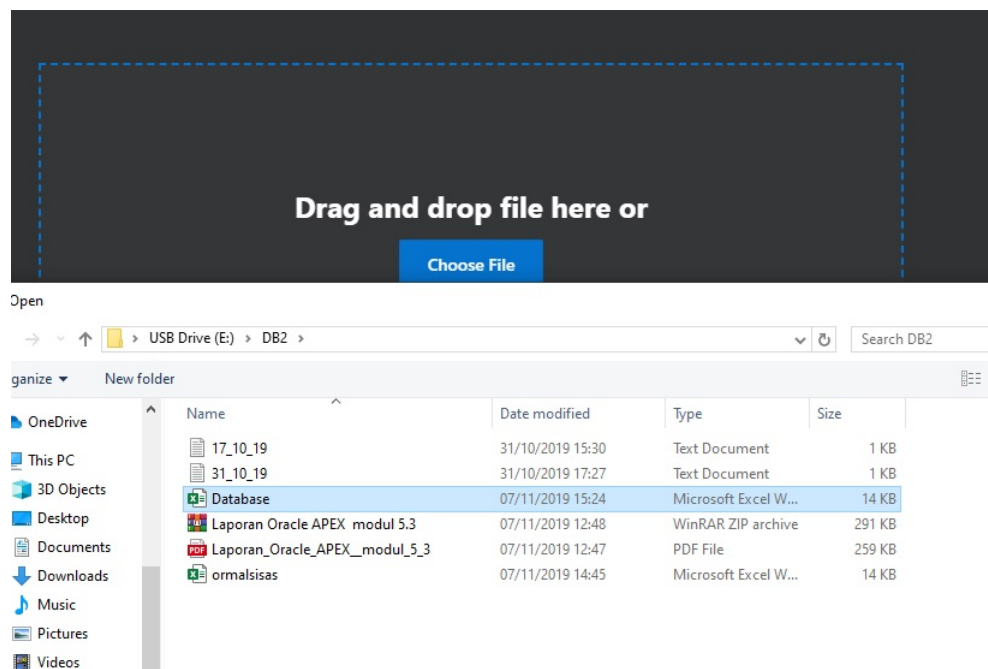 Drag and drop file here or
Choose File
Open
USB Drive (E:) > DB2 >
Search DB2
ganize
New folder
Name Date modified Type Size
OneDrive
This PC
3D Objects
Desktop
Documents
Downloads
Music
Pictures
Videos
17_10_19 31/10/2019 15:30 Text Document 1 KB
31_10_19 31/10/2019 17:27 Text Document 1 KB
Database 07/11/2019 15:24 Microsoft Excel W... 14 KB
Laporan Oracle APEX modul 5.3 07/11/2019 12:48 WinRAR ZIP archive 291 KB
Laporan_Oracle_APEX__modul_5_3 07/11/2019 12:47 PDF File 259 KB
ormalsisas 07/11/2019 14:45 Microsoft Excel W... 14 KB